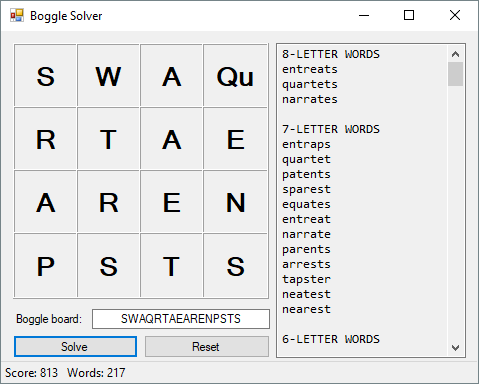 Boggle Solver
S W A Qu
R T A E
A R E N
P S T S
Boggle board: SWAQRTAEARENPSTS
Solve Reset
8-LETTER WORDS
entreats
quartets
narrates
7-LETTER WORDS
entraps
quartet
patents
sparest
equates
entreat
narrate
parents
arrests
tapster
neatest
nearest
6-LETTER WORDS
Score: 813 Words: 217